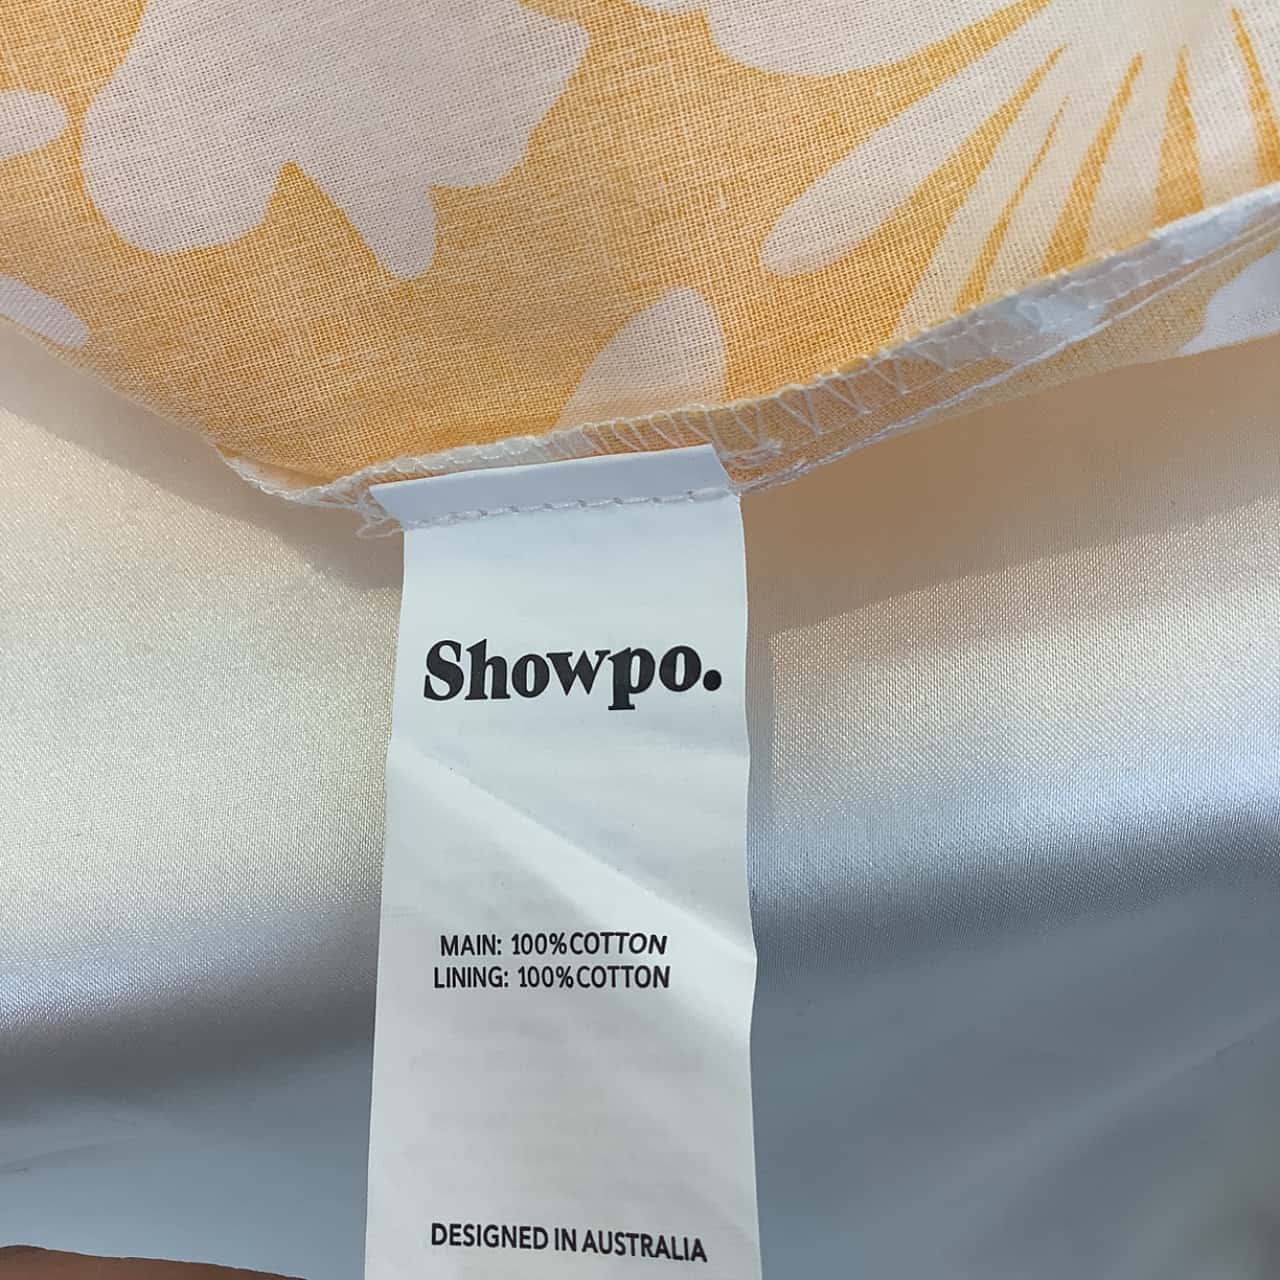 Showpo.
MAIN: 100%COTTON
LINING: 100%COTTON
DESIGNED IN AUSTRALIA